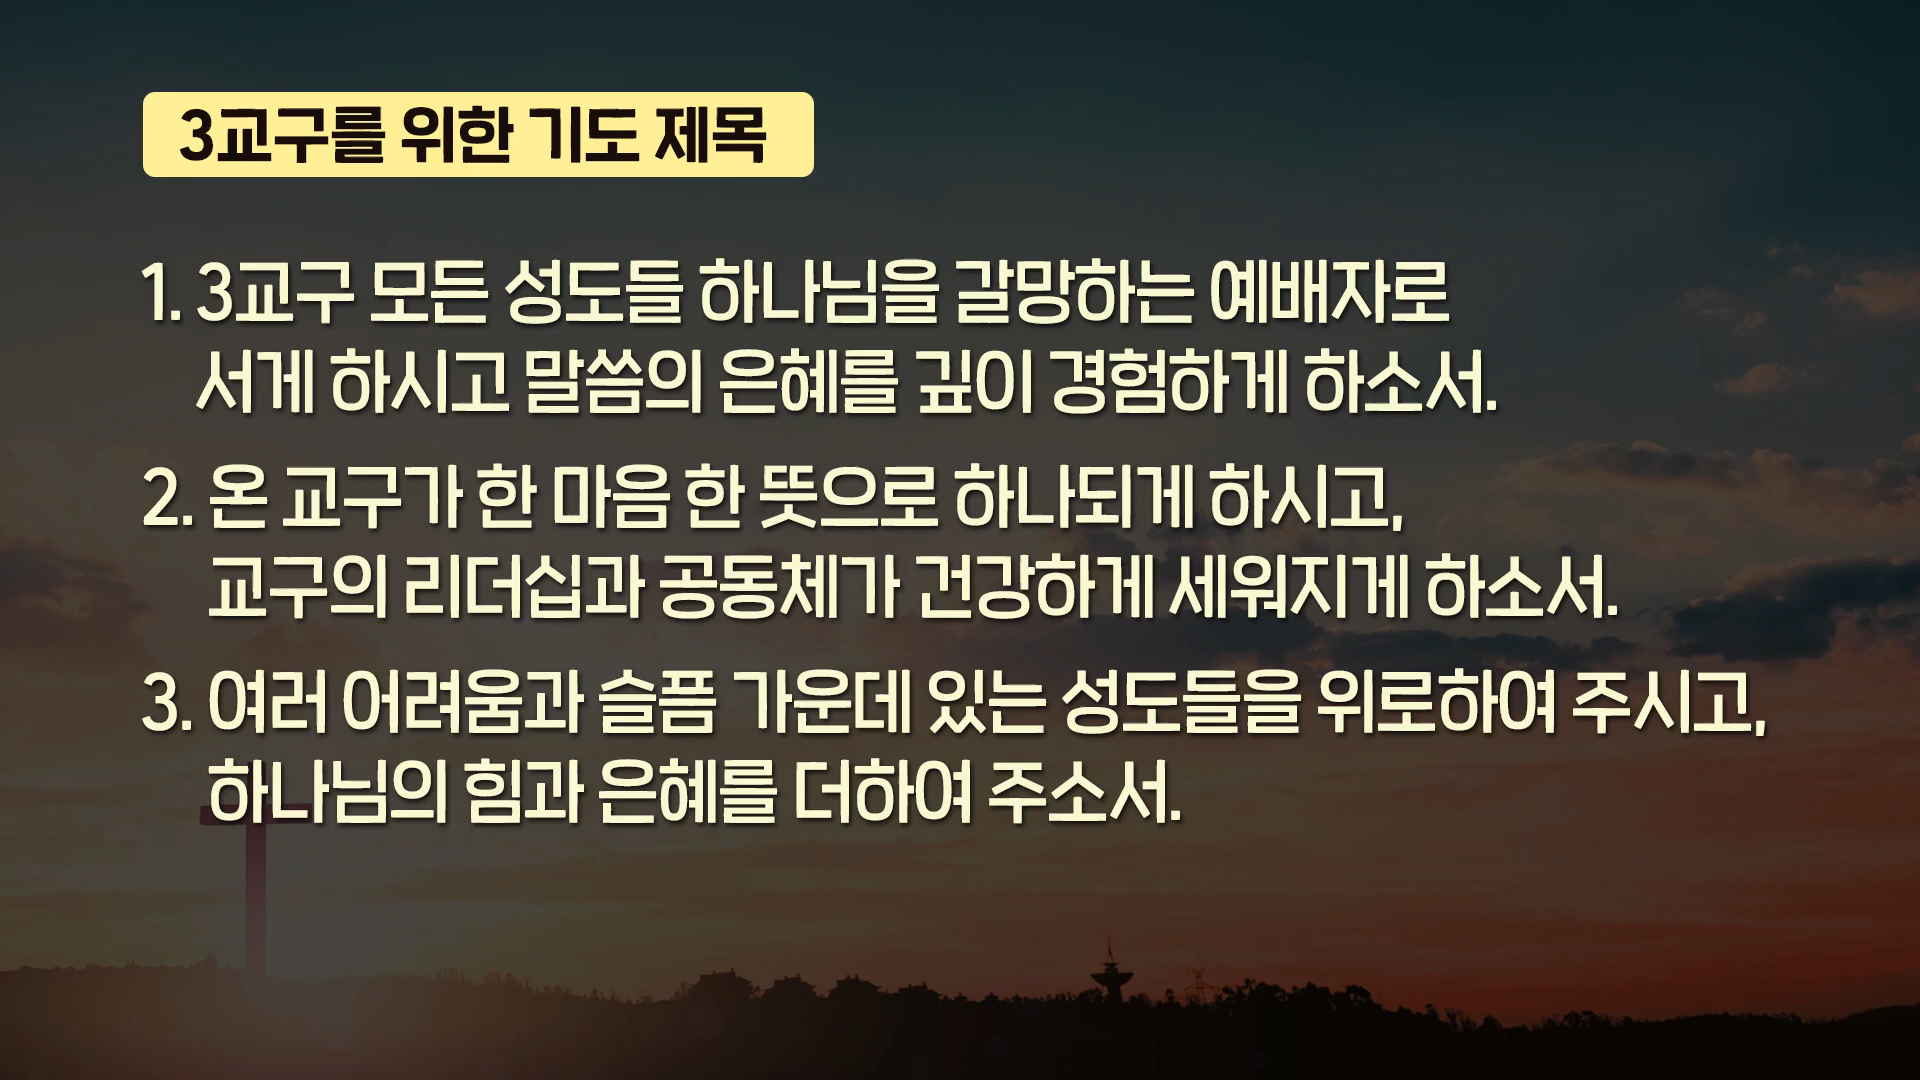 3교구를 위한 기도 제목
1. 3교구 모든 성도들 하나님을 갈망하는 예배자로
서게 하시고 말씀의 은혜를 깊이 경험하게 하소서.
2. 온 교구가 한 마음 한 뜻으로 하나되게 하시고,
교구의 리더십과 공동체가 건강하게 세워지게 하소서.
3. 여러 어려움과 슬픔 가운데 있는 성도들을 위로하여 주시고,
하나님의 힘과 은혜를 더하여 주소서.